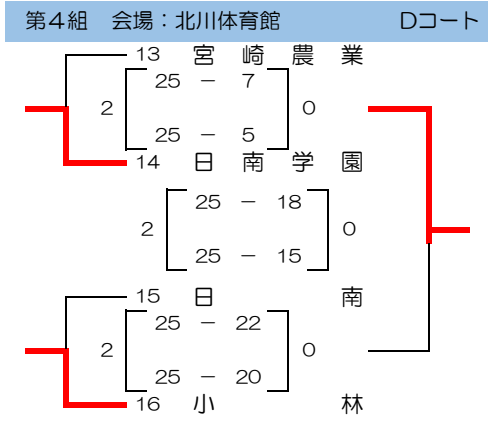 第4組 会場：北川体育館 Dコート
13 宮崎農業
25 － 7
2 0
25 － 5
14 日南学園
25 － 18
2 0
25 － 15
15 日南
25 － 22
2 0
25 － 20
16 小林